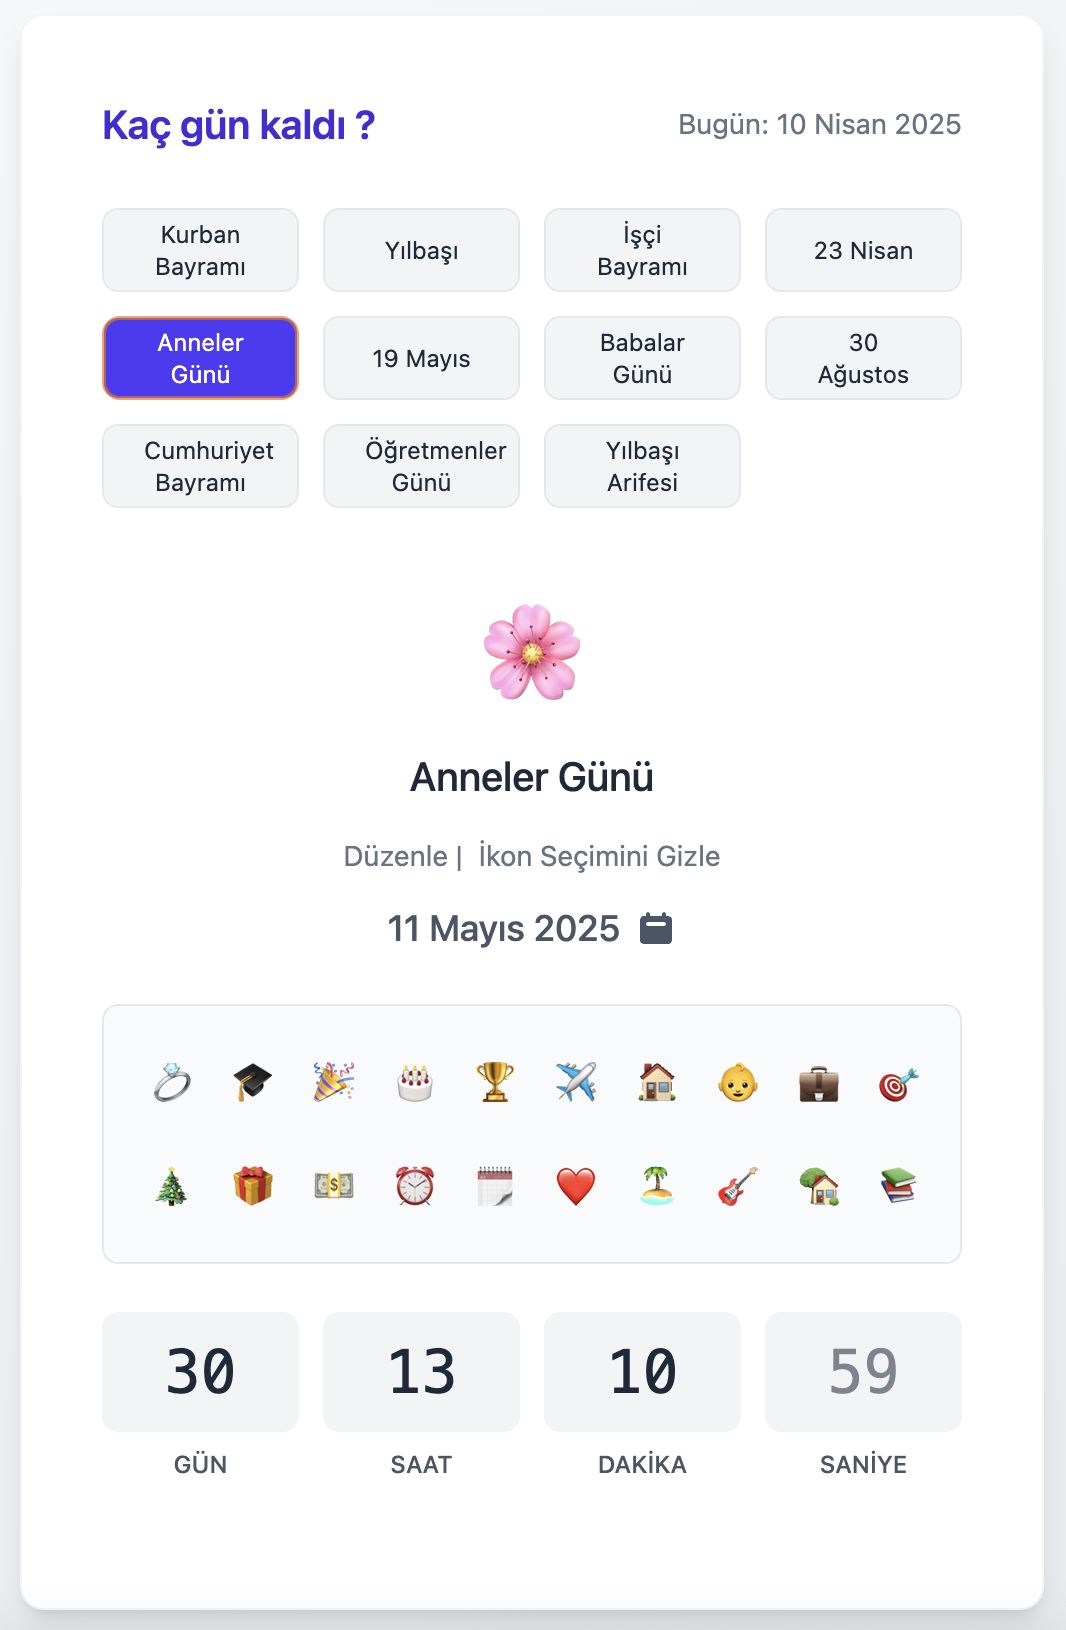 Kaç gün kaldı ?
Bugün: 10 Nisan 2025
Kurban
Bayramı
Yılbaşı
İşçi
Bayramı
23 Nisan
Anneler
Günü
19 Mayıs
Babalar
Günü
30
Ağustos
Cumhuriyet
Bayramı
Öğretmenler
Günü
Yılbaşı
Arifesi
Anneler Günü
Düzenle | İkon Seçimini Gizle
11 Mayıs 2025
30
13
10
59
GÜN
SAAT
DAKİKA
SANİYE